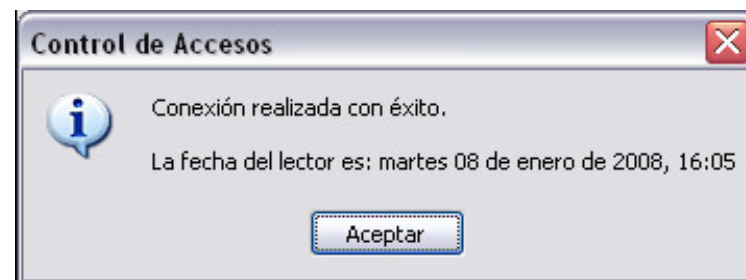 Control de Accesos
Conexión realizada con éxito.
La fecha del lector es: martes 08 de enero de 2008, 16:05
Aceptar